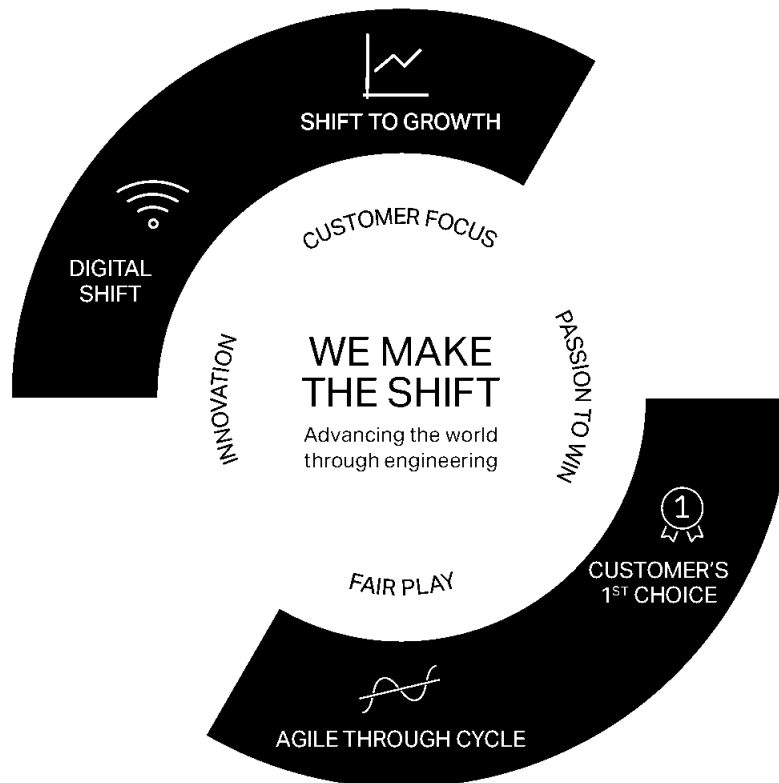 SHIFT TO GROWTH
DIGITAL
SHIFT
CUSTOMER FOCUS
INNOVATION
WE MAKE
THE SHIFT
Advancing the world
through engineering
PASSION TO WIN
1
CUSTOMER'S
1ST CHOICE
FAIR PLAY
AGILE THROUGH CYCLE